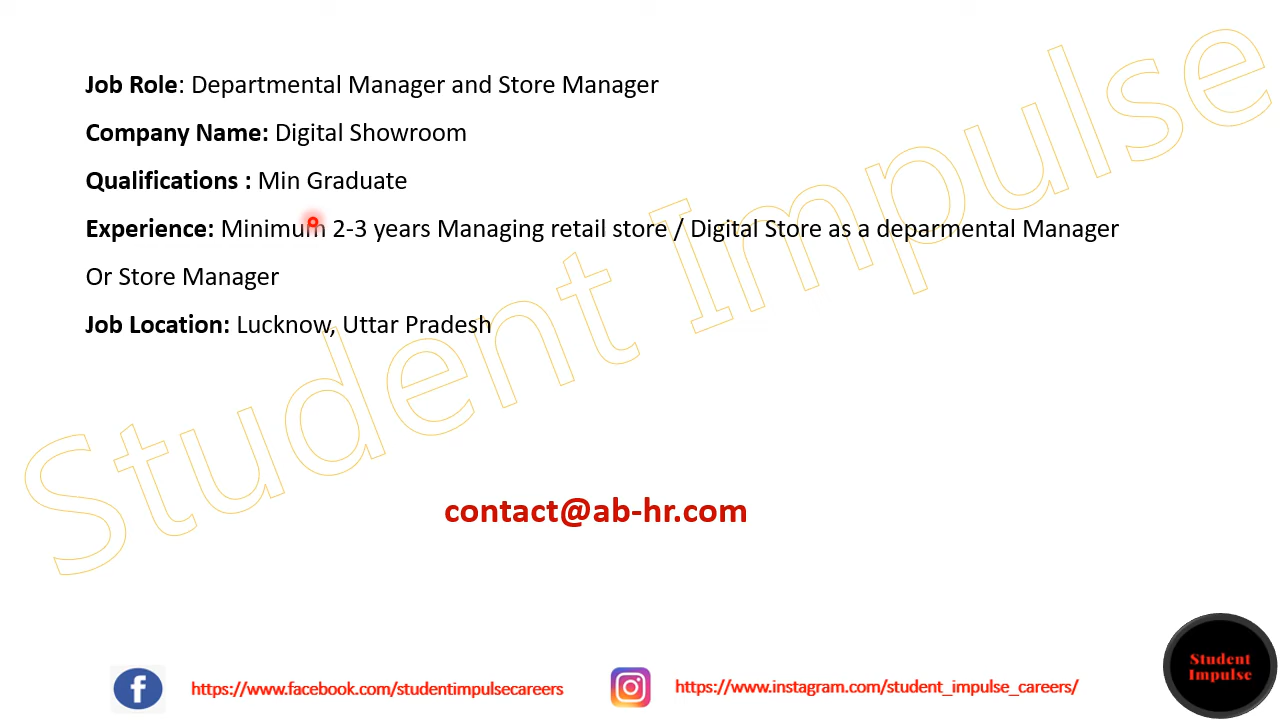 Job Role: Departmental Manager and Store Manager
Company Name: Digital Showroom
Qualifications : Min Graduate
Experience: Minimum 2-3 years Managing retail store / Digital Store as a deparmental Manager
Or Store Manager
Job Location: Lucknow, Uttar Pradesh
Student Impulse
contact@ab-hr.com
https://www.facebook.com/studentimpulsecareers
https://www.instagram.com/student_impulse_careers/
Student
Impulse